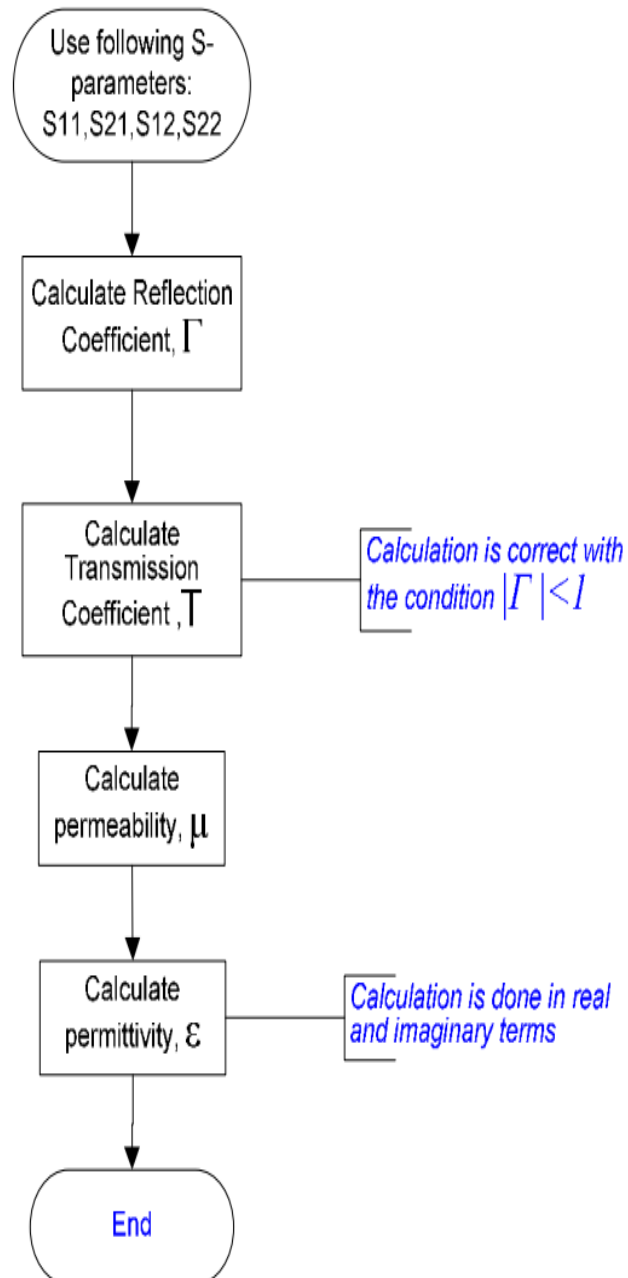 Use following S-
parameters:
S11,S21,S12,S22
Calculate Reflection
Coefficient, Γ
Calculate
Transmission
Coefficient ,T
Calculation is correct with
the condition |Γ|<1
Calculate
permeability, μ
Calculate
permittivity, ε
Calculation is done in real
and imaginary terms
End